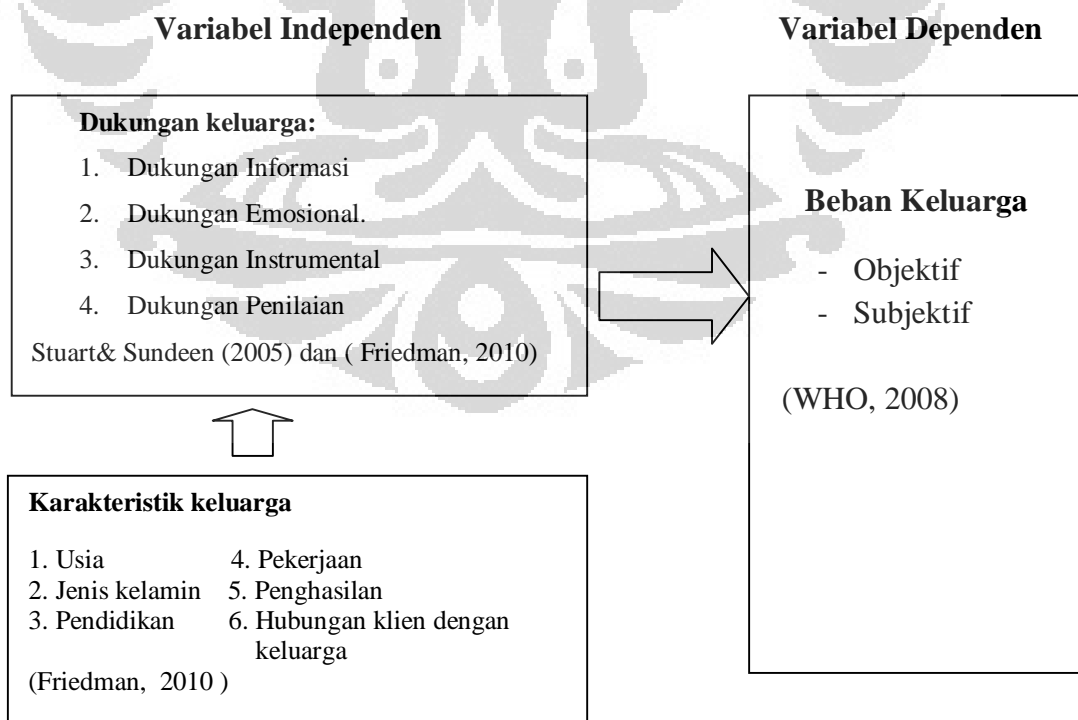 Variabel Independen
Variabel Dependen
Dukungan keluarga:
1. Dukungan Informasi
2. Dukungan Emosional.
3. Dukungan Instrumental
4. Dukungan Penilaian
Stuart& Sundeen (2005) dan ( Friedman, 2010)
Beban Keluarga
- Objektif
- Subjektif
(WHO, 2008)
Karakteristik keluarga
1. Usia 4. Pekerjaan
2. Jenis kelamin 5. Penghasilan
3. Pendidikan 6. Hubungan klien dengan
keluarga
(Friedman, 2010 )